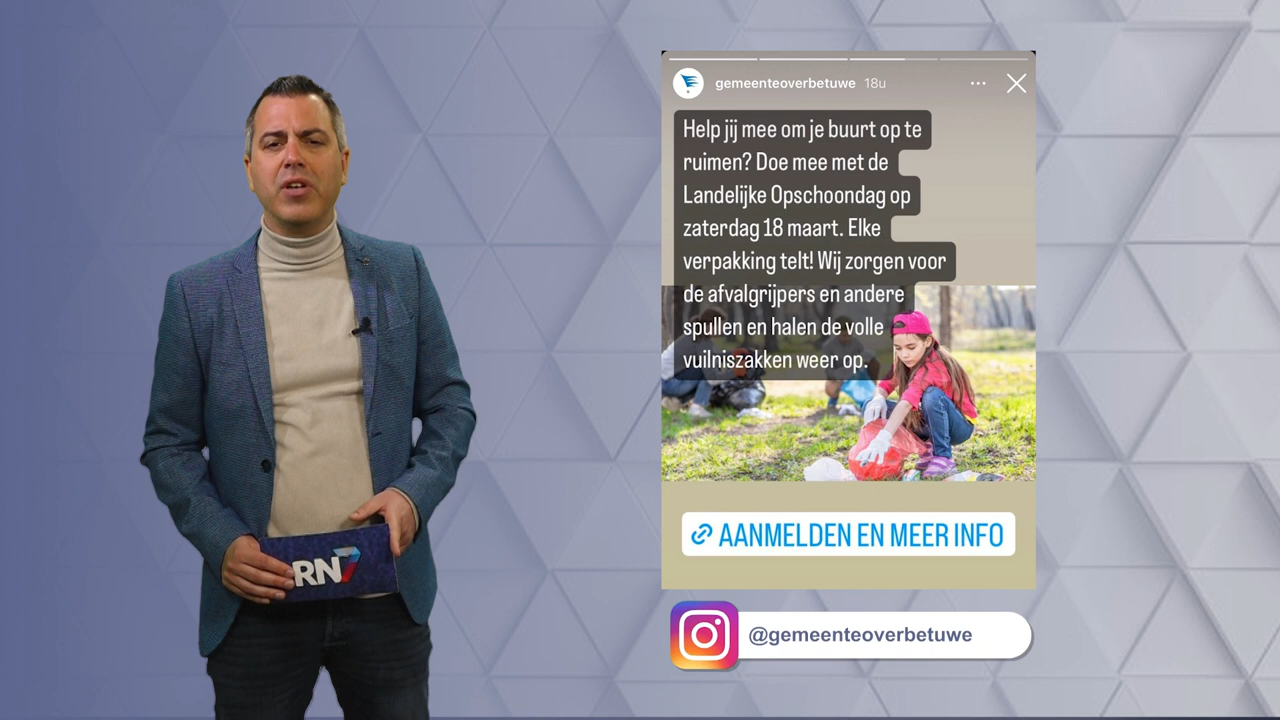 gemeenteoverbetuwe 18u
Help jij mee om je buurt op te
ruimen? Doe mee met de
Landelijke Opschoondag op
zaterdag 18 maart. Elke
verpakking telt! Wij zorgen voor
de afvalgrijpers en andere
spullen en halen de volle
vuilniszakken weer op.
AANMELDEN EN MEER INFO
@gemeenteoverbetuwe
RN7